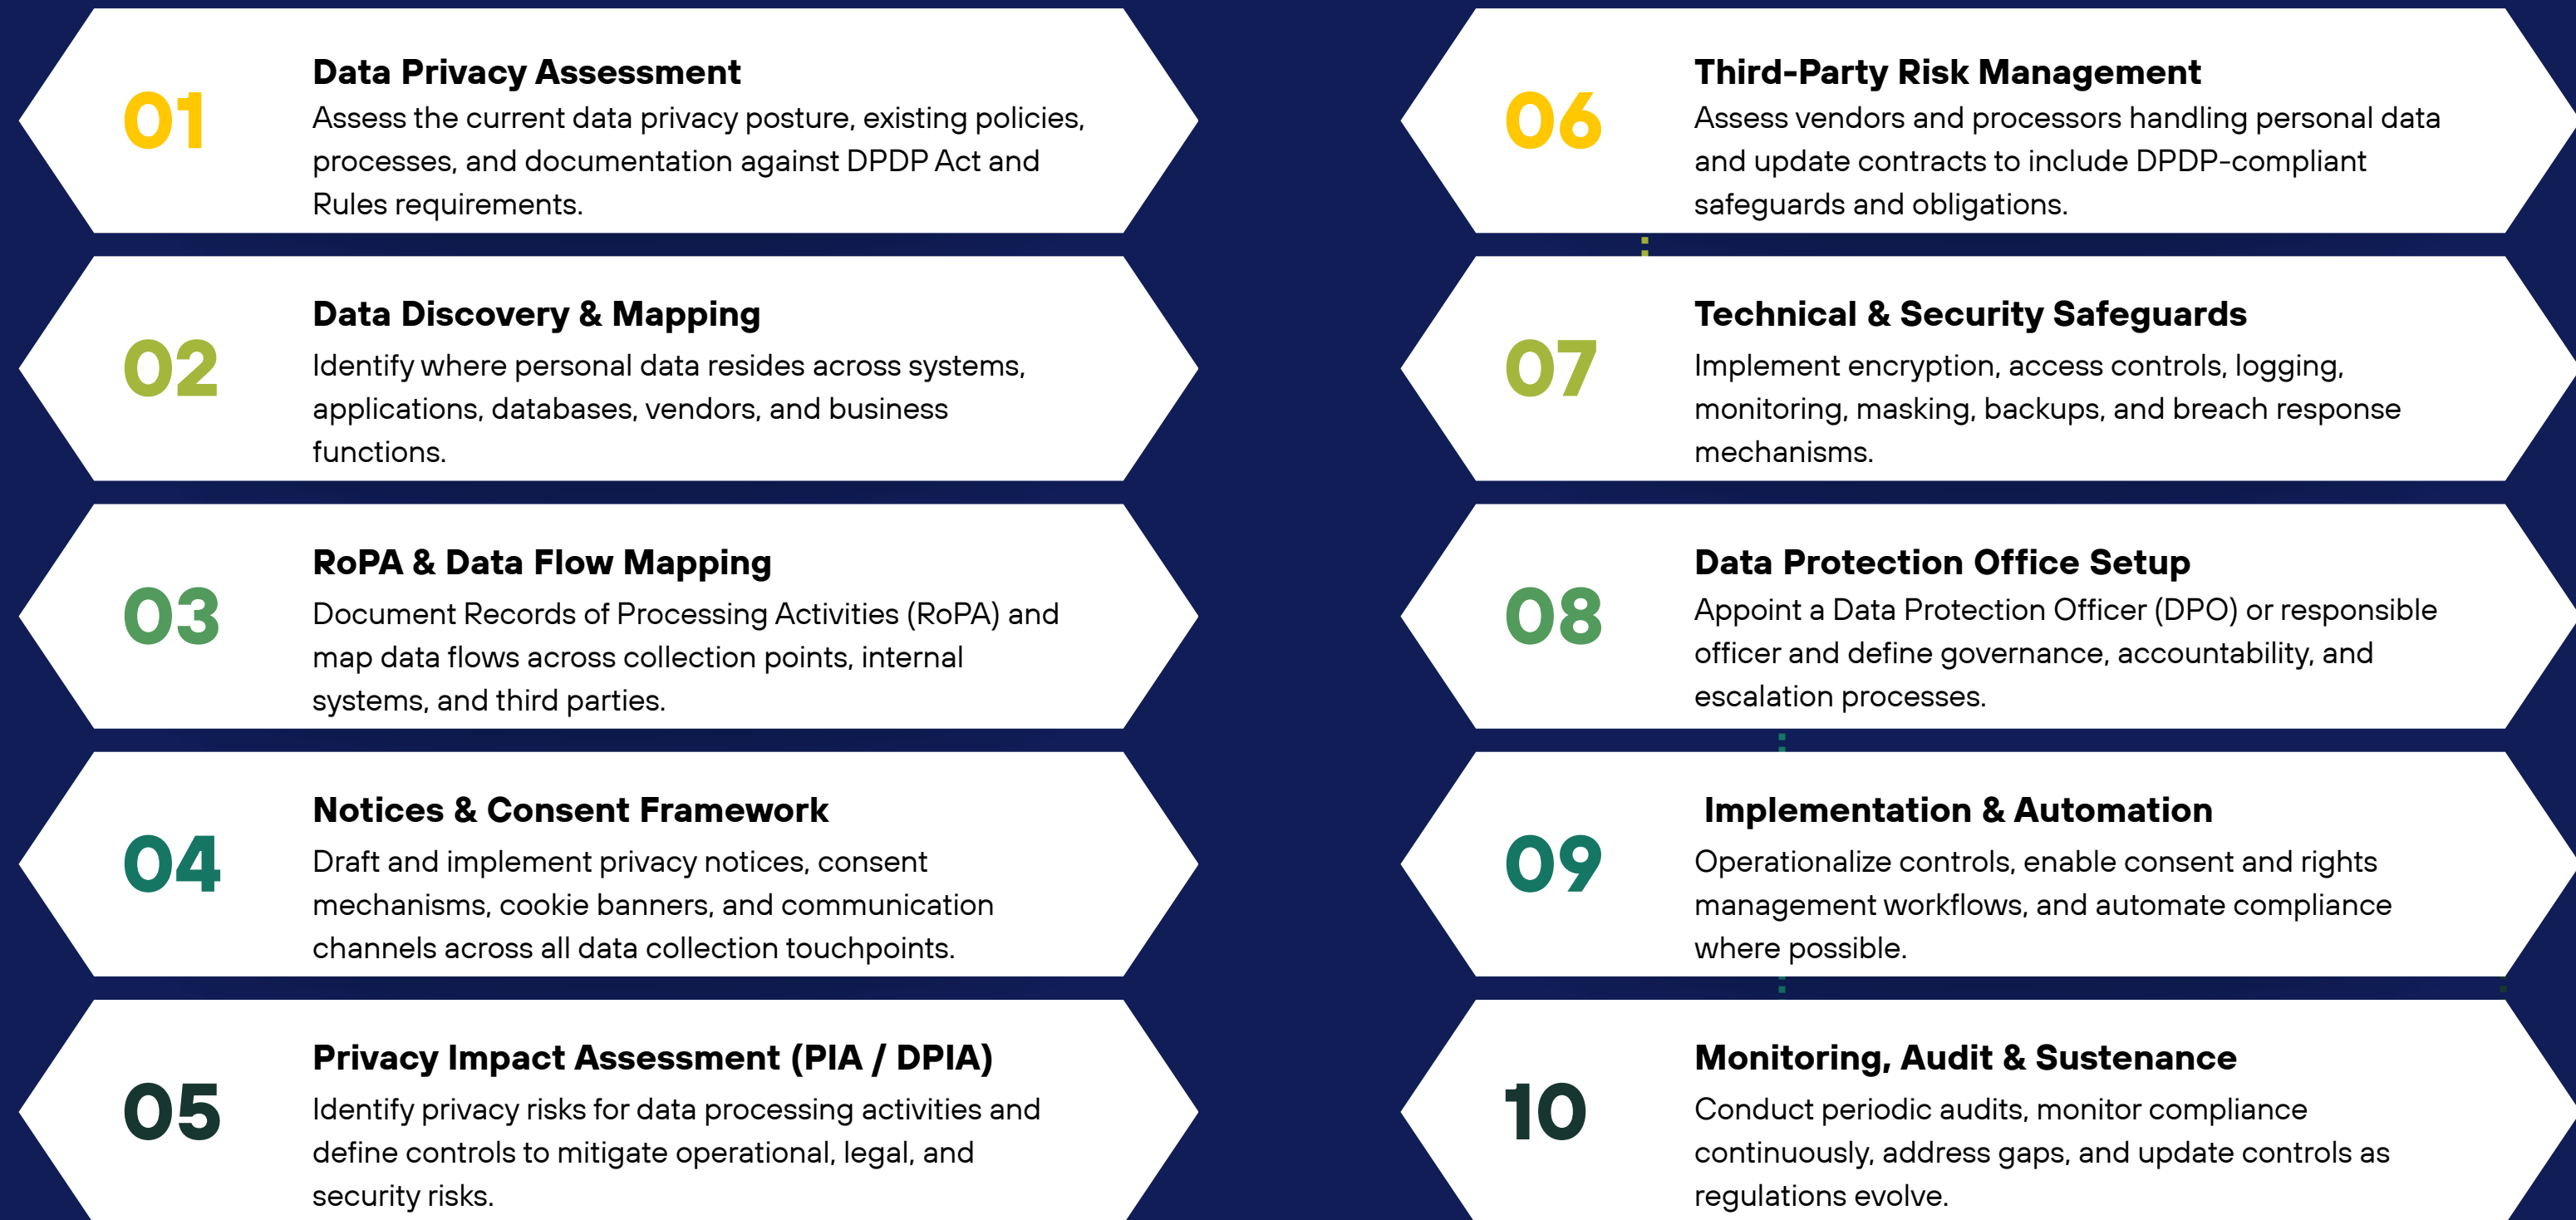 01
Data Privacy Assessment
Assess the current data privacy posture, existing policies,
processes, and documentation against DPDP Act and
Rules requirements.
02
Data Discovery & Mapping
Identify where personal data resides across systems,
applications, databases, vendors, and business
functions.
03
RoPA & Data Flow Mapping
Document Records of Processing Activities (RoPA) and
map data flows across collection points, internal
systems, and third parties.
04
Notices & Consent Framework
Draft and implement privacy notices, consent
mechanisms, cookie banners, and communication
channels across all data collection touchpoints.
05
Privacy Impact Assessment (PIA / DPIA)
Identify privacy risks for data processing activities and
define controls to mitigate operational, legal, and
security risks.
06
Third-Party Risk Management
Assess vendors and processors handling personal data
and update contracts to include DPDP-compliant
safeguards and obligations.
07
Technical & Security Safeguards
Implement encryption, access controls, logging,
monitoring, masking, backups, and breach response
mechanisms.
08
Data Protection Office Setup
Appoint a Data Protection Officer (DPO) or responsible
officer and define governance, accountability, and
escalation processes.
09
Implementation & Automation
Operationalize controls, enable consent and rights
management workflows, and automate compliance
where possible.
10
Monitoring, Audit & Sustenance
Conduct periodic audits, monitor compliance
continuously, address gaps, and update controls as
regulations evolve.